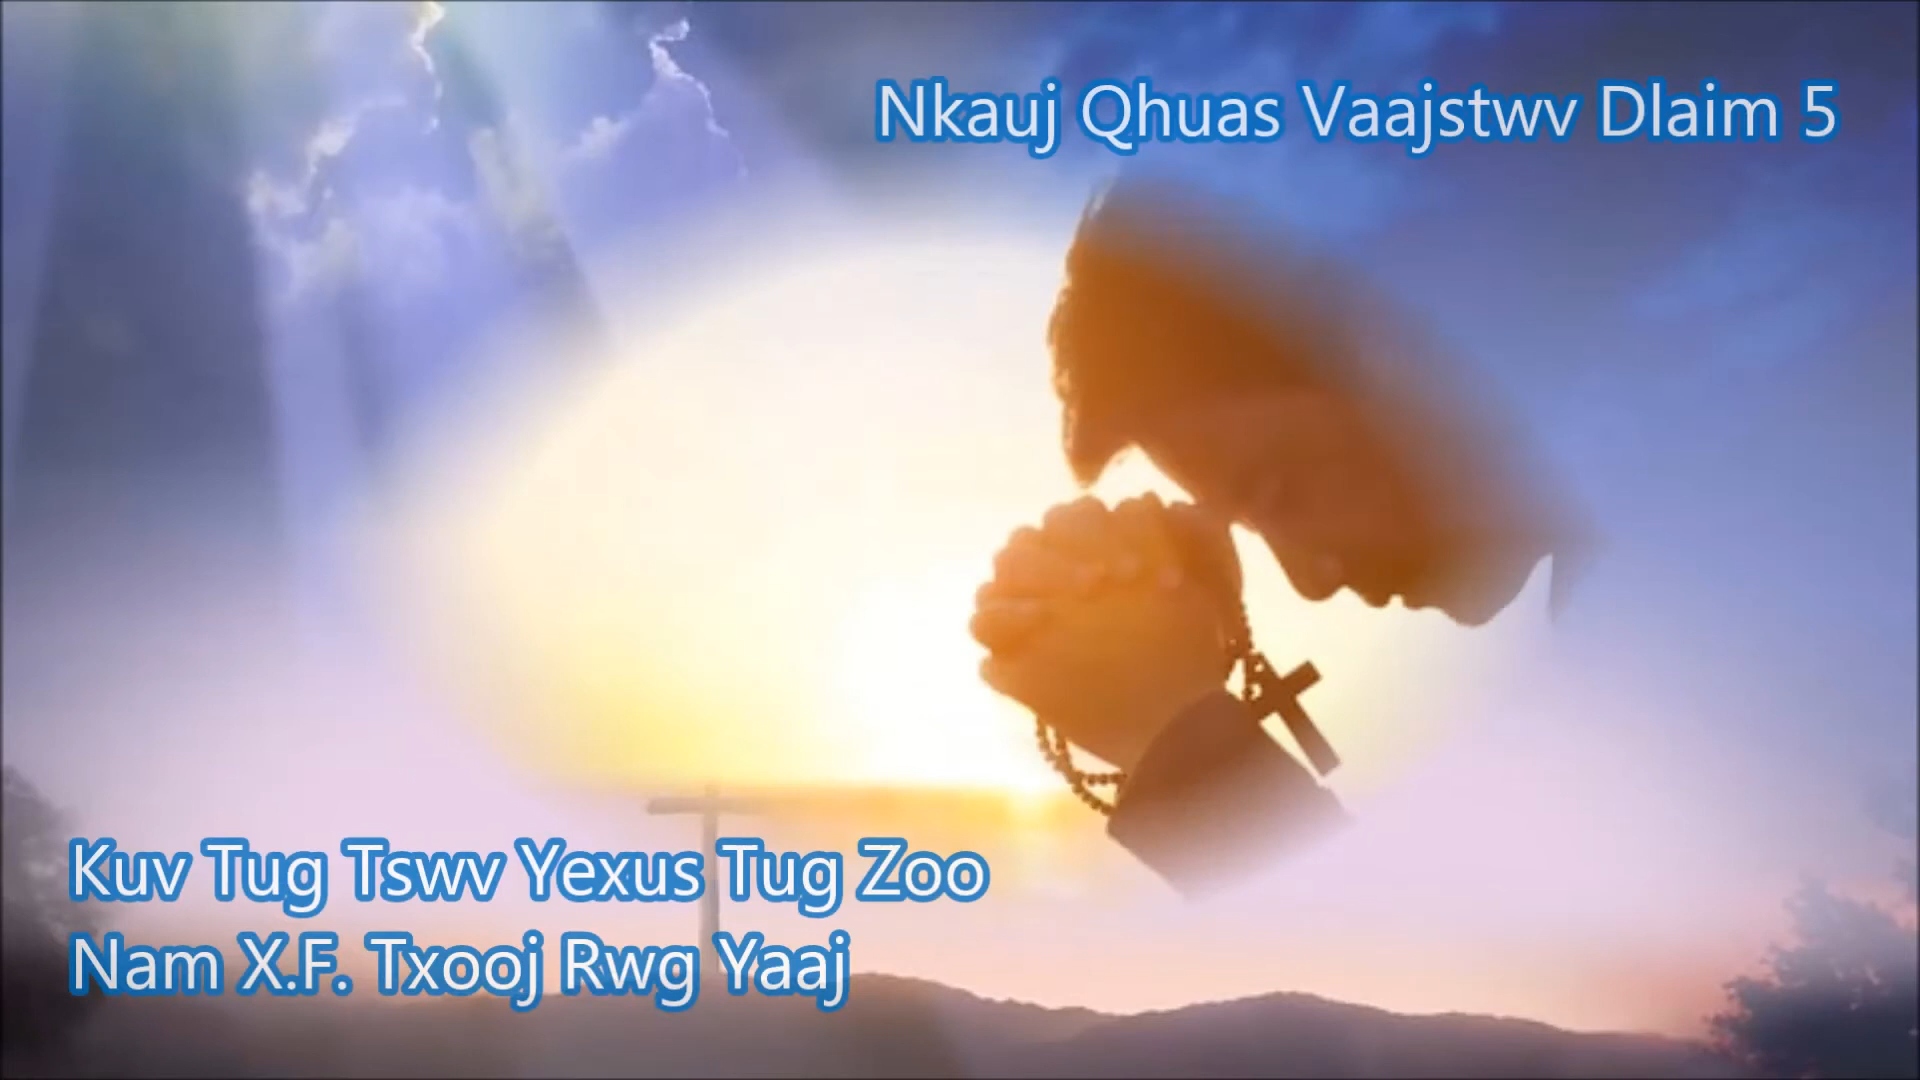 Nkauj Qhuas Vaajstwv Dlaim 5
Kuv Tug Tswv Yexus Tug Zoo
Nam X.F. Txooj Rwg Yaaj